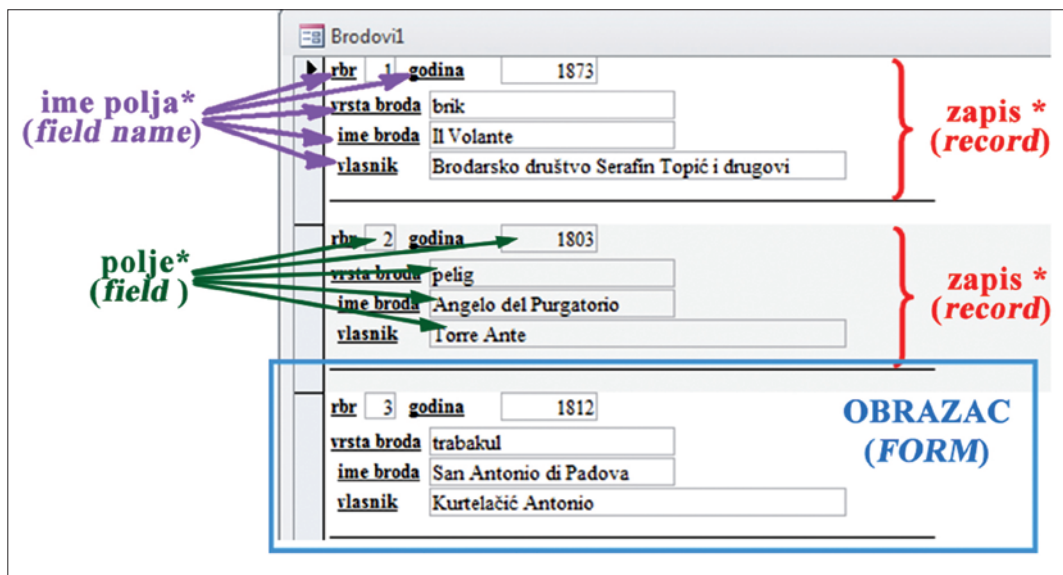 Brodovi1
rbr 1 godina 1873
vrsta broda brik
ime broda Il Volante
vlasnik Brodarsko društvo Serafin Topić i drugovi
ime polja*
(field name)
zapis *
(record)
rbr 2 godina 1803
vrsta broda pelig
ime broda Angelo del Purgatorio
vlasnik Torre Ante
polje*
(field )
zapis *
(record)
rbr 3 godina 1812
vrsta broda trabakul
ime broda San Antonio di Padova
vlasnik Kurtelačić Antonio
OBRAZAC
(FORM)